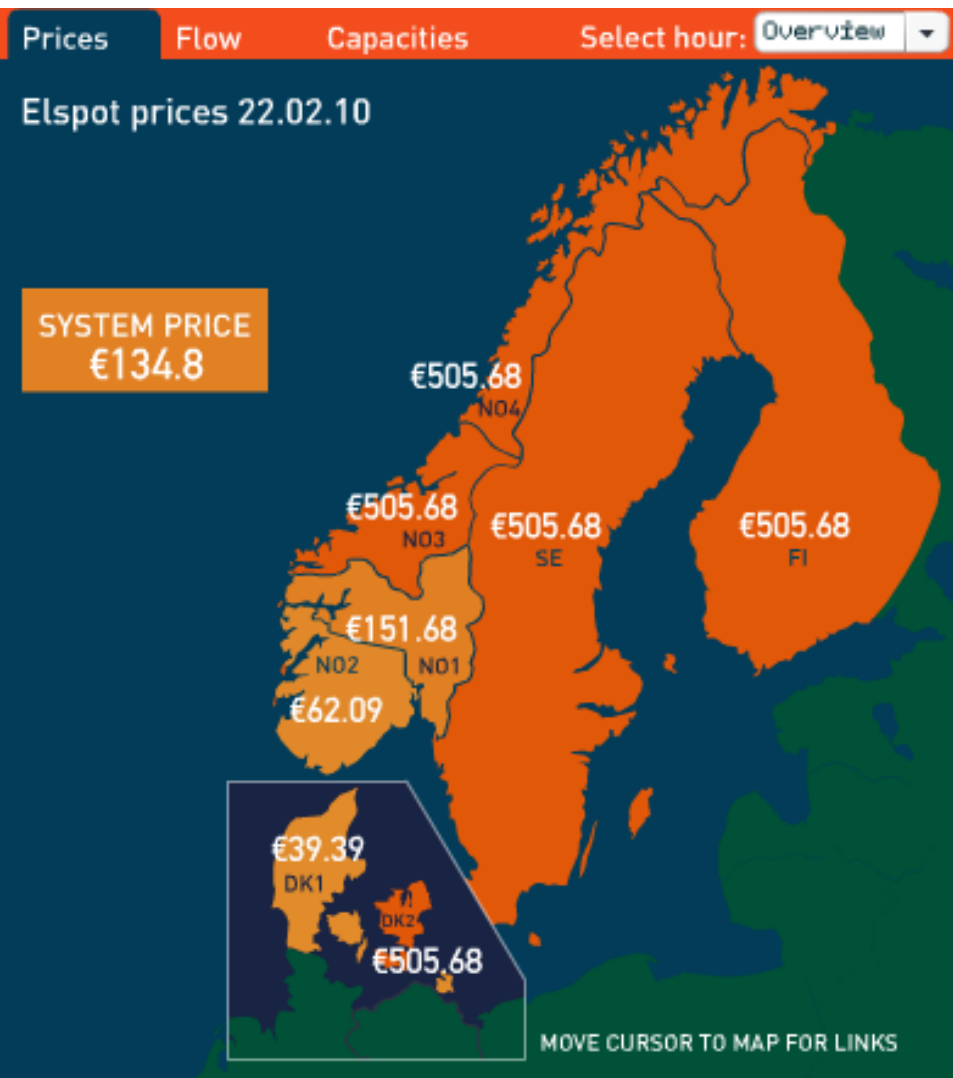 Prices Flow Capacities Select hour: Overview
Elspot prices 22.02.10
SYSTEM PRICE
€134.8
€505.68
NO4
€505.68
NO3
€505.68
SE
€505.68
FI
€151.68
NO2 NO1
€62.09
€39.39
DK1
DK2
€505.68
MOVE CURSOR TO MAP FOR LINKS